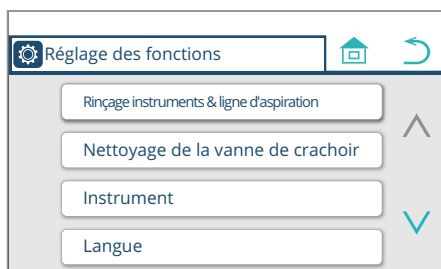 Réglage des fonctions
Rinçage instruments & ligne d'aspiration
Nettoyage de la vanne de crachoir
Instrument
Langue